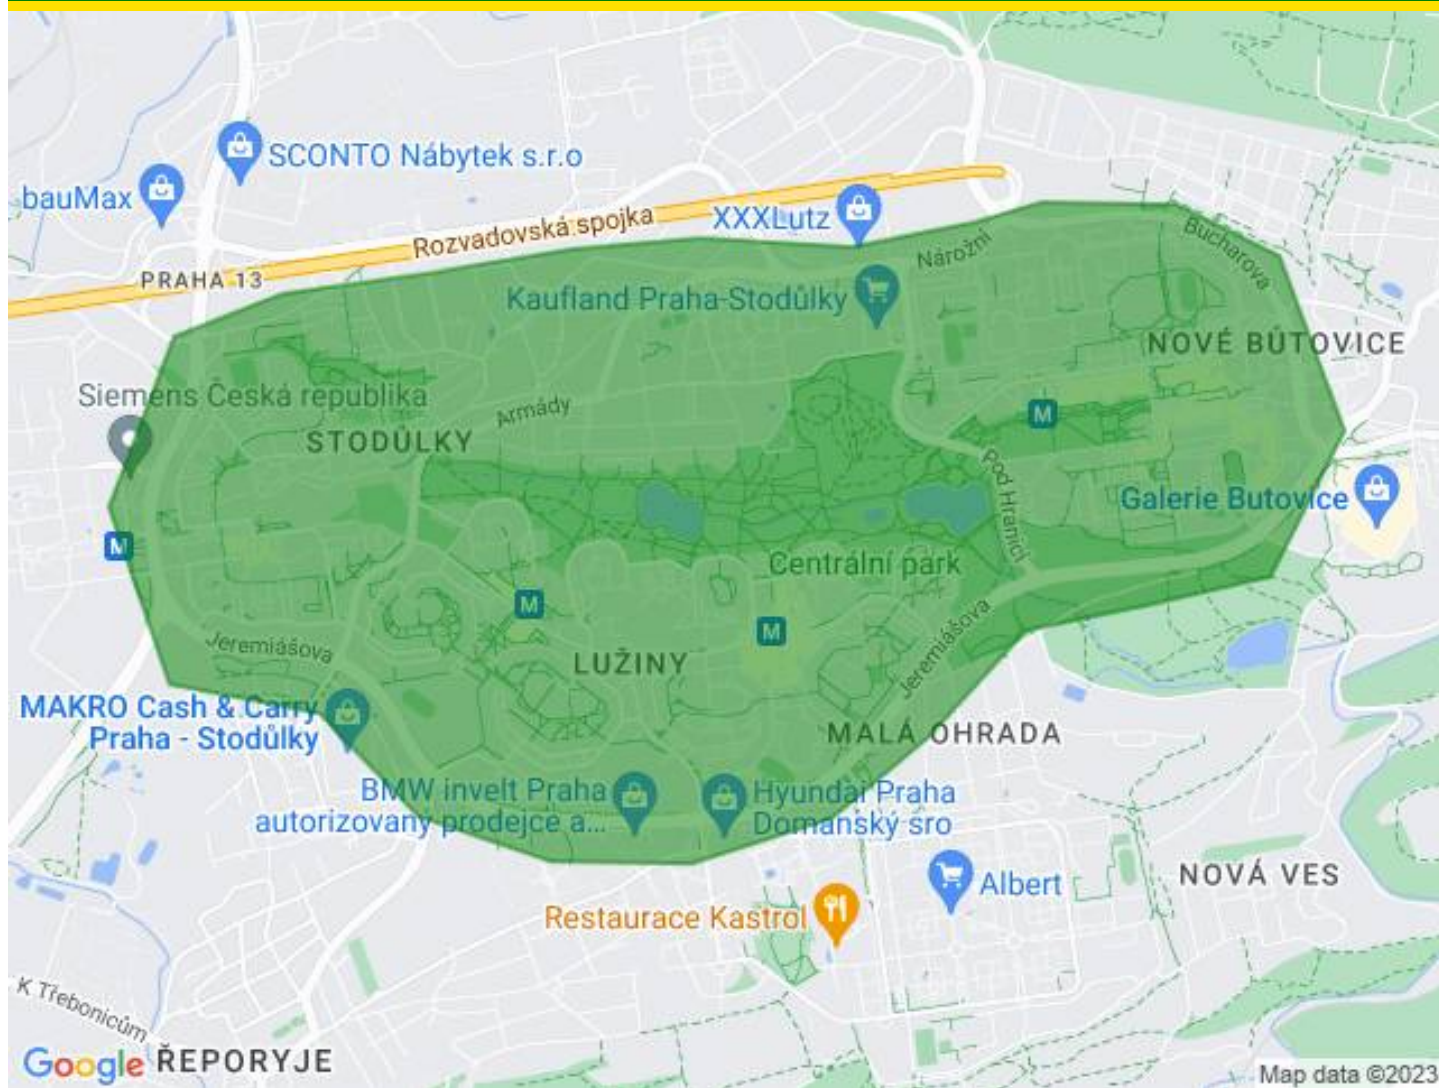 SCONTO Nábytek s.r.o
bauMax
XXXLutz
Rozvadovská spojka
Nárožní
Bucharova
PRAHA 13
Kaufland Praha-Stodůlky
NOVÉ BUTOVICE
Siemens Česká republika
Armády
STODŮLKY
M
Pod Hranicí
Galerie Butovice
M
Centrální park
M
M
Jeremiášova
Jeremiášova
LUŽINY
MAKRO Cash & Carry
Praha - Stodůlky
MALÁ OHRADA
BMW invelt Praha
autorizovaný prodejce a...
Hyundai Praha
Domanský sro
NOVÁ VES
Albert
Restaurace Kastrol
K Třebonicům
Google
ŘEPORYJE
Map data ©2023